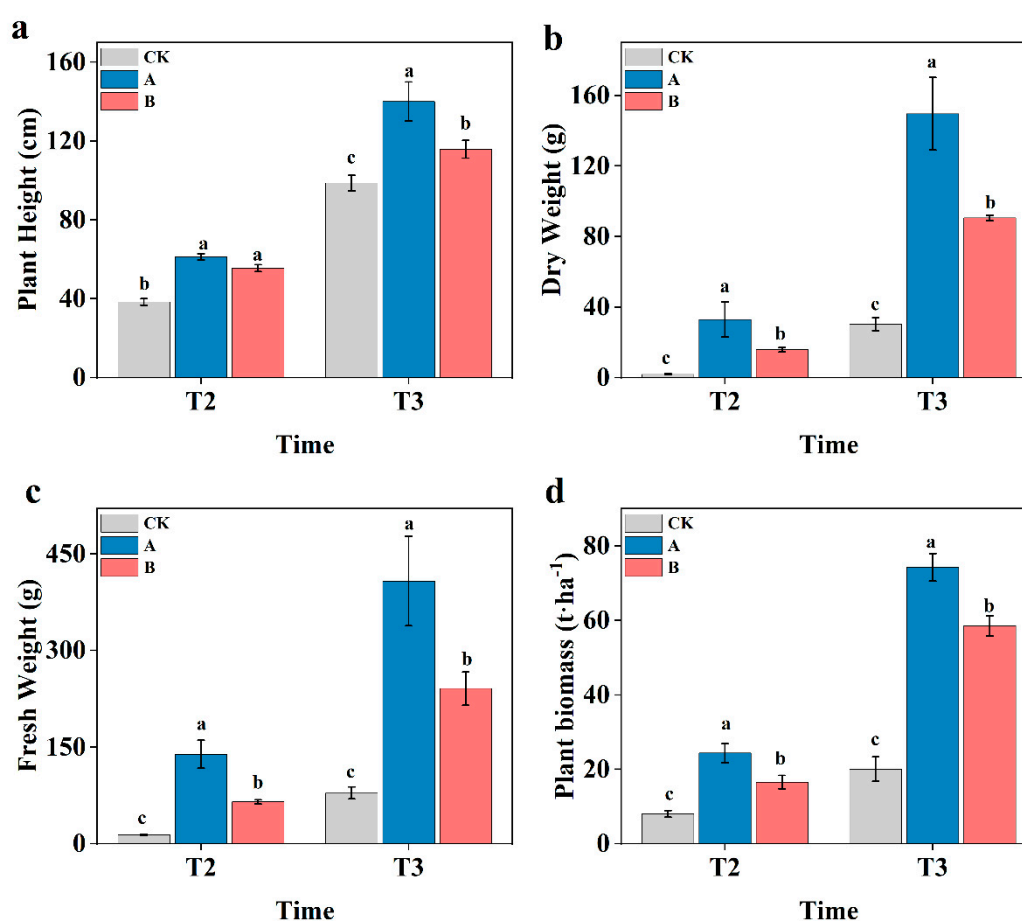 a
CK
A
B
Plant Height (cm)
160
120
80
40
0
b
a
a
c
a
b
T2
T3
Time
b
CK
A
B
Dry Weight (g)
160
120
80
40
0
c
a
b
c
a
b
T2
T3
Time
c
CK
A
B
Fresh Weight (g)
450
300
150
0
c
a
b
c
a
b
T2
T3
Time
d
CK
A
B
Plant biomass (t·ha⁻¹)
80
60
40
20
0
c
a
b
c
a
b
T2
T3
Time